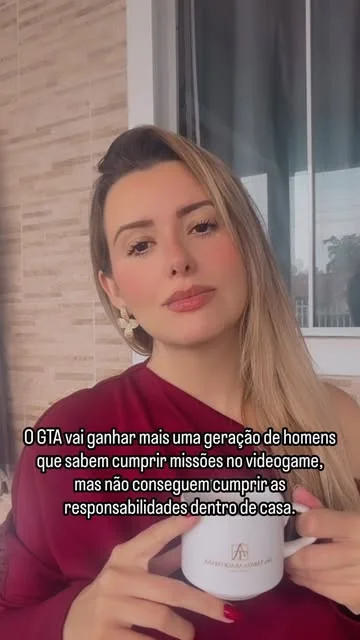 O GTA vai ganhar mais uma geração de homens
que sabem cumprir missões no videogame,
mas não conseguem cumprir as
responsabilidades dentro de casa.